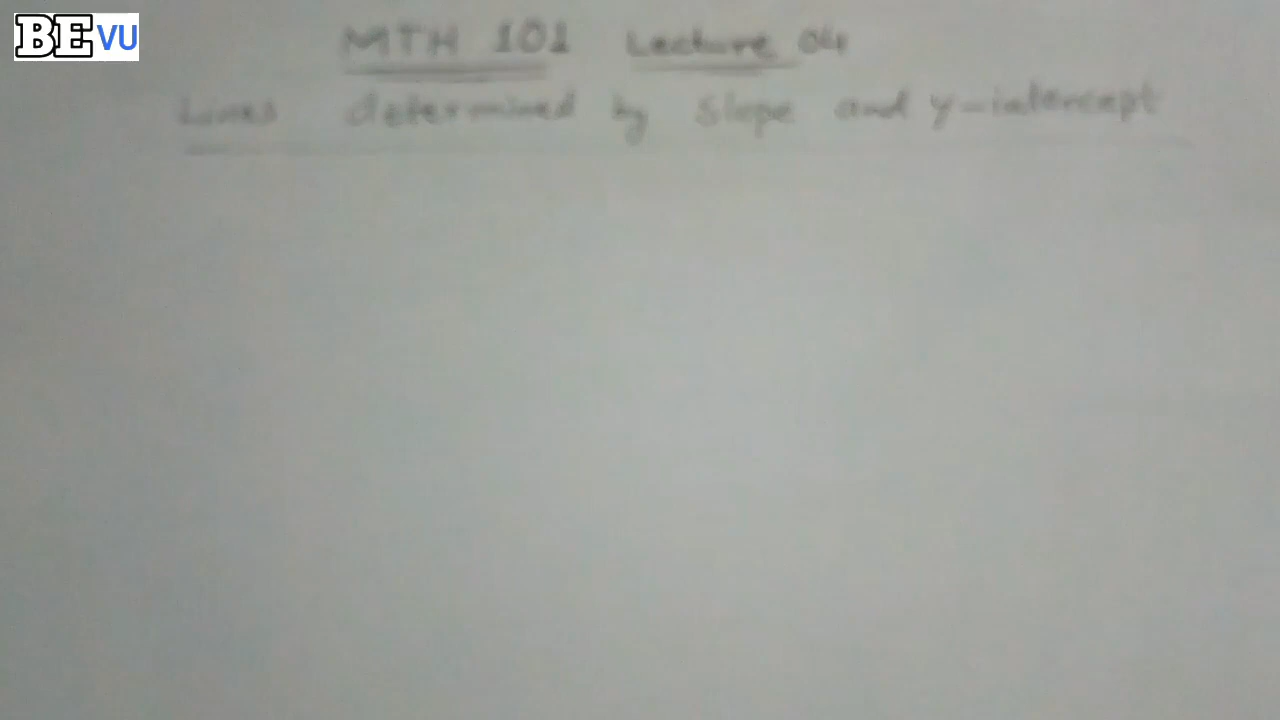 BEVU
MTH 101 Lecture 04
Lines determined by Slope and y-intercept